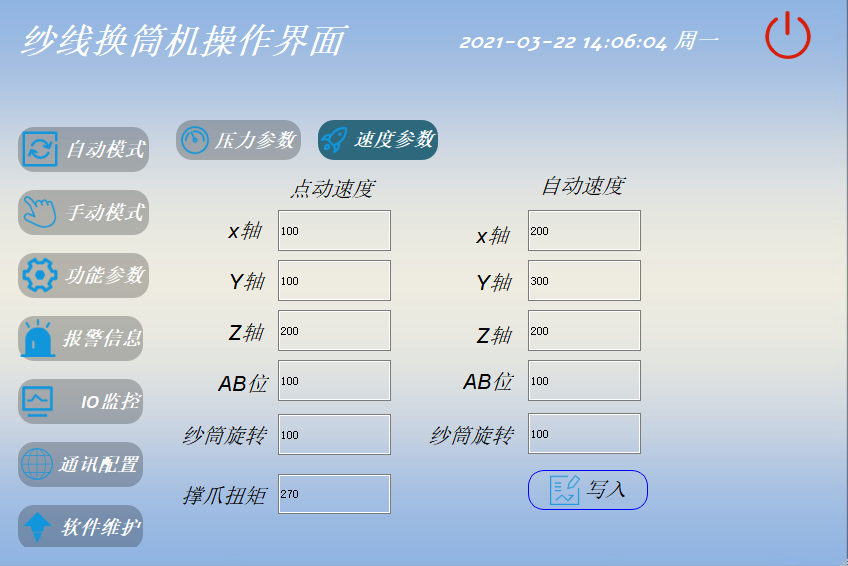 纱线换筒机操作界面
2021-03-22 14:06:04 周一
自动模式
手动模式
功能参数
报警信息
IO监控
通讯配置
软件维护
压力参数
速度参数
点动速度
自动速度
x轴 100
x轴 200
Y轴 100
Y轴 300
Z轴 200
Z轴 200
AB位 100
AB位 100
纱筒旋转 100
纱筒旋转 100
撑爪扭矩 270
写入